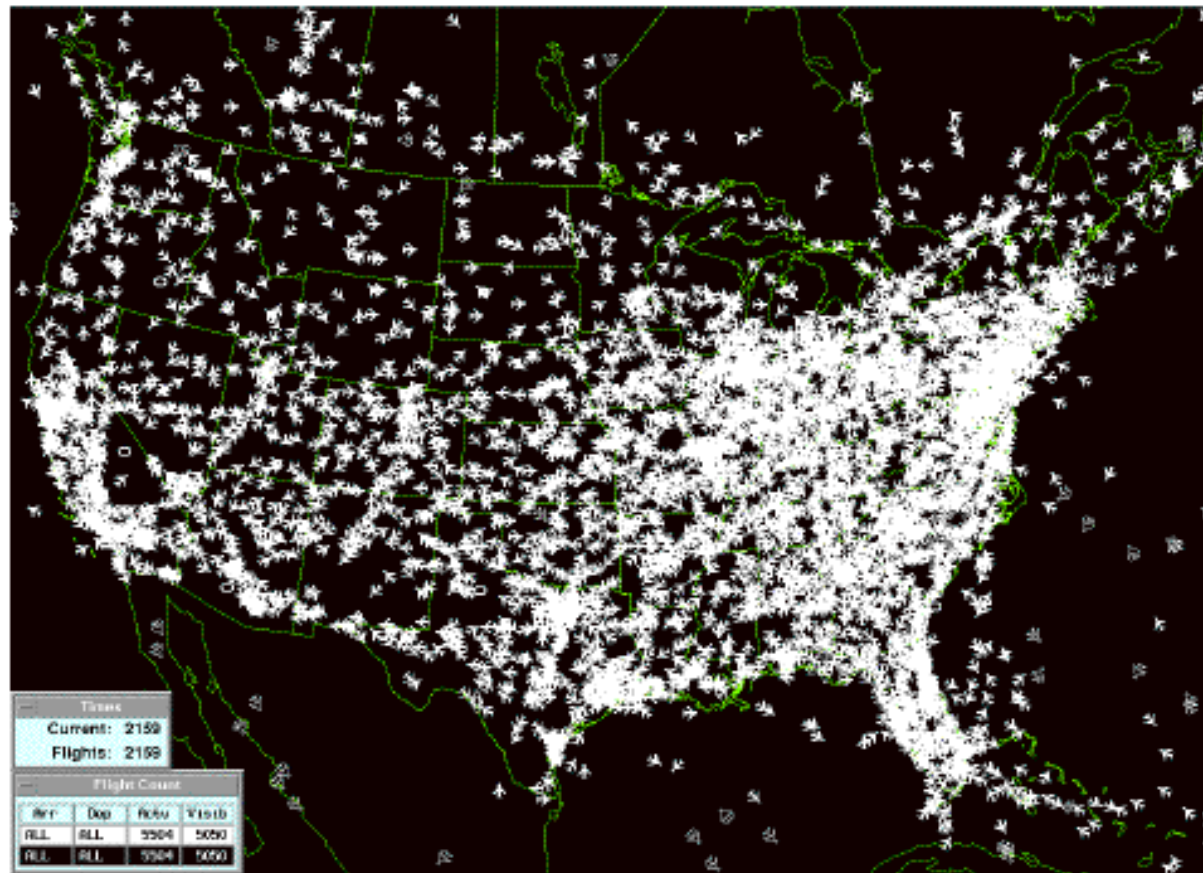 Times
Current: 2159
Flights: 2159
Flight Count
Arr Dep Actv Visib
ALL ALL 5504 5050
ALL ALL 5504 5050